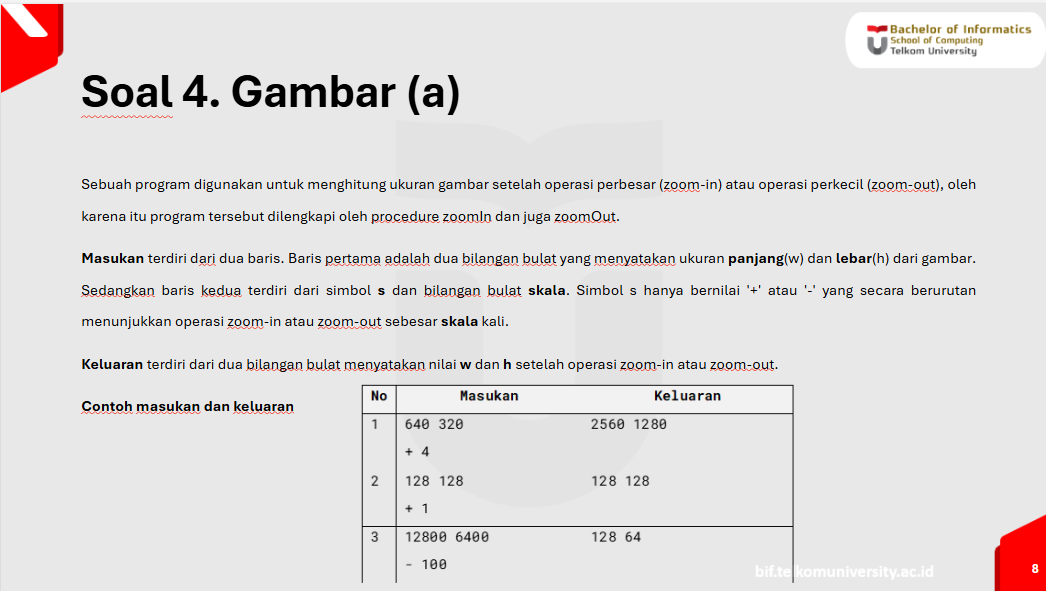 Bachelor of Informatics
School of Computing
Telkom University
Soal 4. Gambar (a)
Sebuah program digunakan untuk menghitung ukuran gambar setelah operasi perbesar (zoom-in) atau operasi perkecil (zoom-out), oleh
karena itu program tersebut dilengkapi oleh procedure zoomIn dan juga zoomOut.
Masukan terdiri dari dua baris. Baris pertama adalah dua bilangan bulat yang menyatakan ukuran panjang(w) dan lebar(h) dari gambar.
Sedangkan baris kedua terdiri dari simbol s dan bilangan bulat skala. Simbol s hanya bernilai '+' atau '-' yang secara berurutan
menunjukkan operasi zoom-in atau zoom-out sebesar skala kali.
Keluaran terdiri dari dua bilangan bulat menyatakan nilai w dan h setelah operasi zoom-in atau zoom-out.
Contoh masukan dan keluaran
No Masukan Keluaran
1 640 320 2560 1280
+ 4
2 128 128 128 128
+ 1
3 12800 6400 128 64
- 100
bif.telkomuniversity.ac.id
8